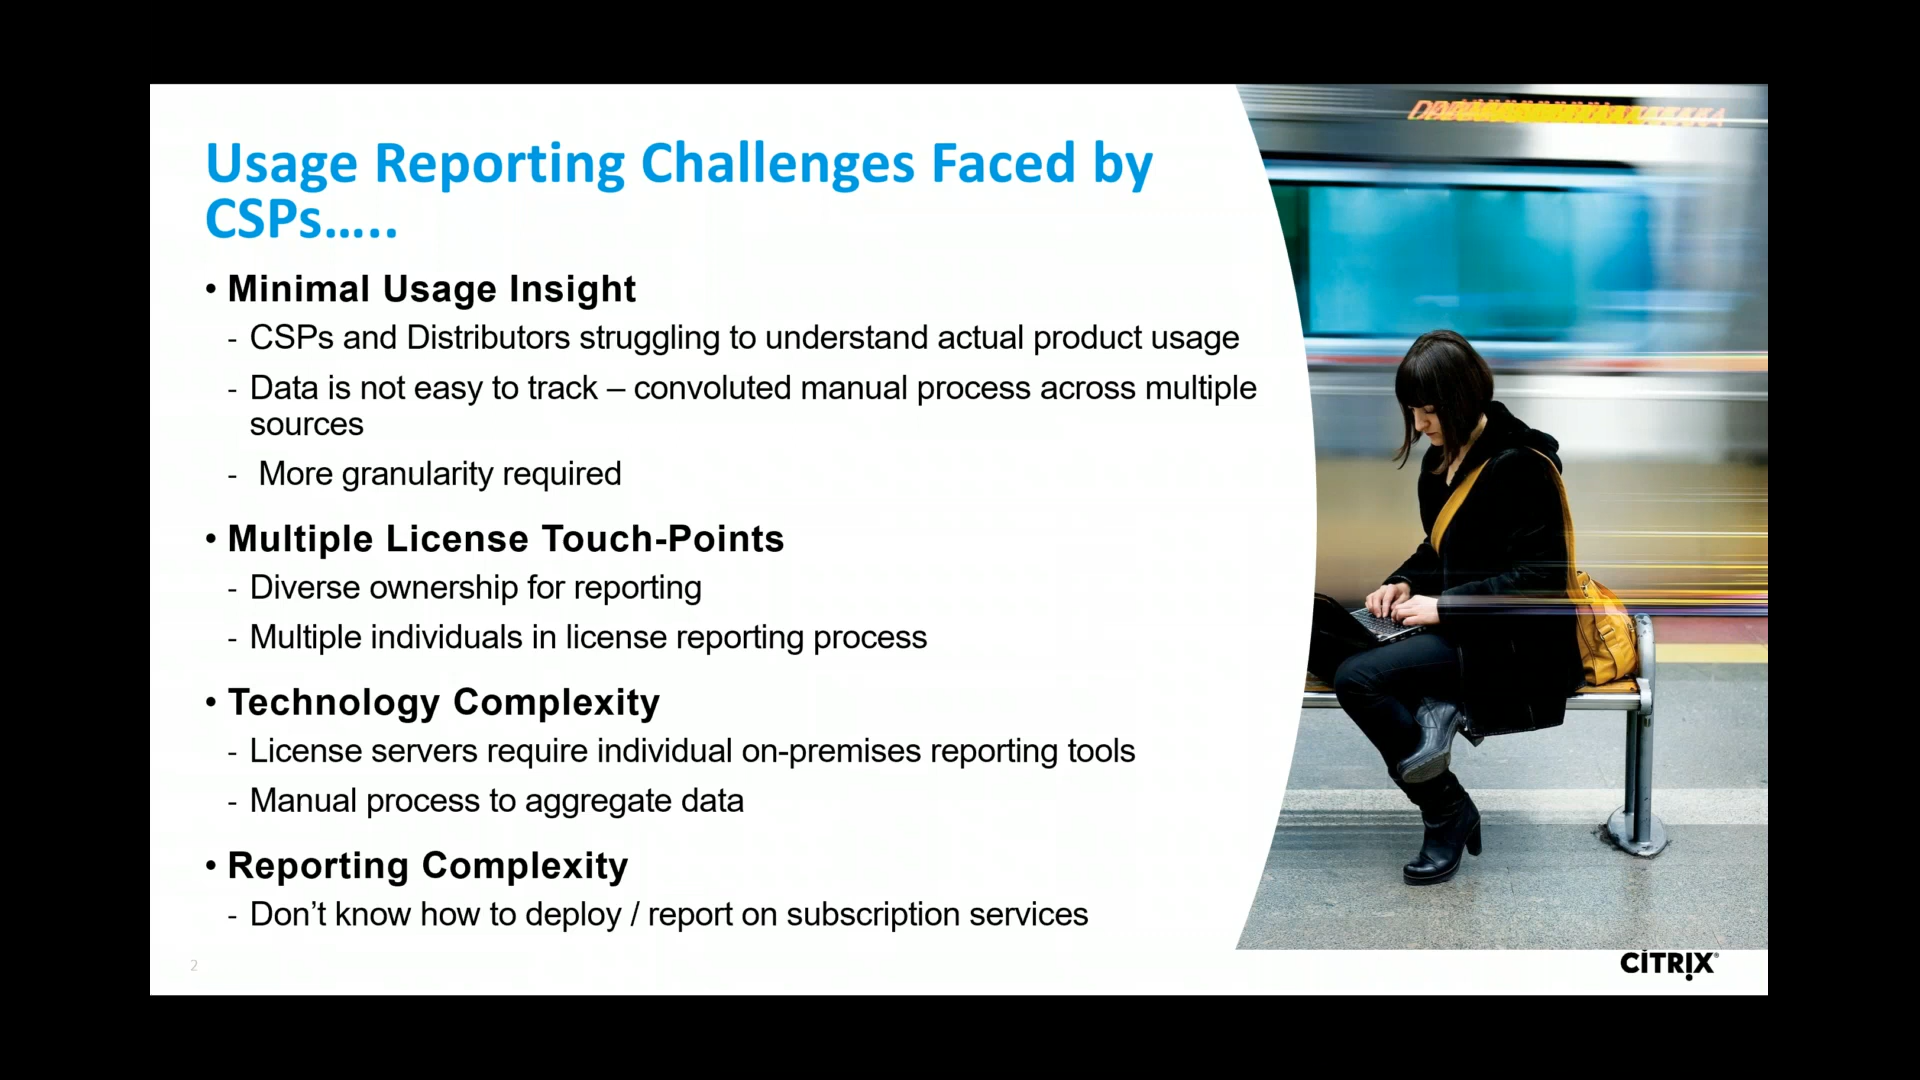 Usage Reporting Challenges Faced by
CSPs.....
• Minimal Usage Insight
- CSPs and Distributors struggling to understand actual product usage
- Data is not easy to track – convoluted manual process across multiple
sources
- More granularity required
• Multiple License Touch-Points
- Diverse ownership for reporting
- Multiple individuals in license reporting process
• Technology Complexity
- License servers require individual on-premises reporting tools
- Manual process to aggregate data
• Reporting Complexity
- Don’t know how to deploy / report on subscription services
2
CITRIX®